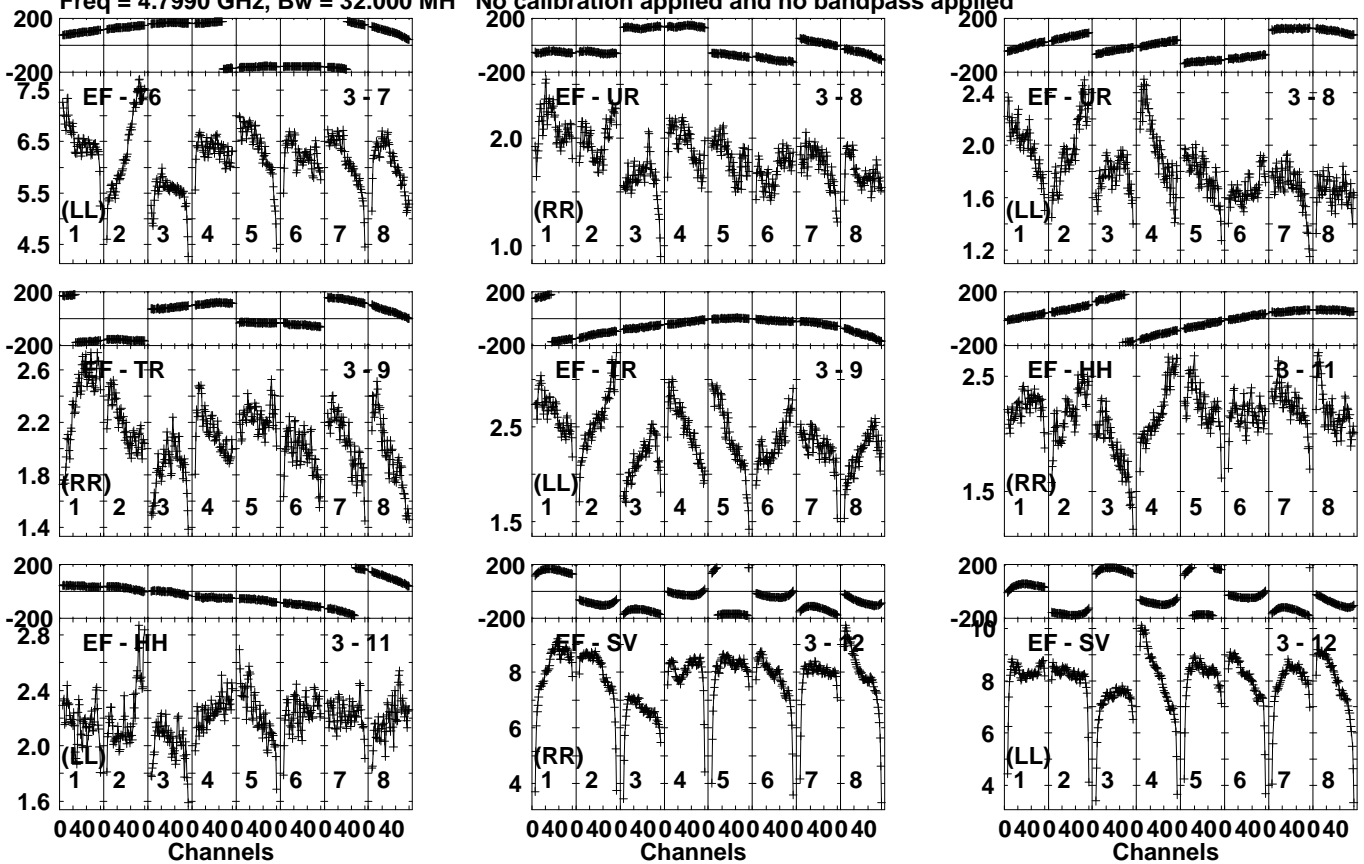 Freq = 4.7990 GHz, Bw = 32.000 MH No calibration applied and no bandpass applied
200
-200
7.5
6.5
5.5
4.5
EF - 3 - 7
(LL)
1 2 3 4 5 6 7 8
200
-200
2.0
1.0
EF - UR 3 - 8
(RR)
1 2 3 4 5 6 7 8
200
-200
2.4
2.0
1.6
1.2
EF - UR 3 - 8
(LL)
1 2 3 4 5 6 7 8
200
-200
2.6
2.2
1.8
1.4
EF - TR 3 - 9
(RR)
1 2 3 4 5 6 7 8
200
-200
2.5
1.5
EF - TR 3 - 9
(LL)
1 2 3 4 5 6 7 8
200
-200
2.5
1.5
EF - HH 3 - 11
(RR)
1 2 3 4 5 6 7 8
200
-200
2.8
2.4
2.0
1.6
EF - HH 3 - 11
(LL)
1 2 3 4 5 6 7 8
0 40 0 40 0 40 0 40 0 40 0 40 0 40 0 40
Channels
200
-200
8
6
4
EF - SV 3 - 12
(RR)
1 2 3 4 5 6 7 8
0 40 0 40 0 40 0 40 0 40 0 40 0 40 0 40
Channels
200
-200
10
8
6
4
EF - SV 3 - 12
(LL)
1 2 3 4 5 6 7 8
0 40 0 40 0 40 0 40 0 40 0 40 0 40 0 40
Channels